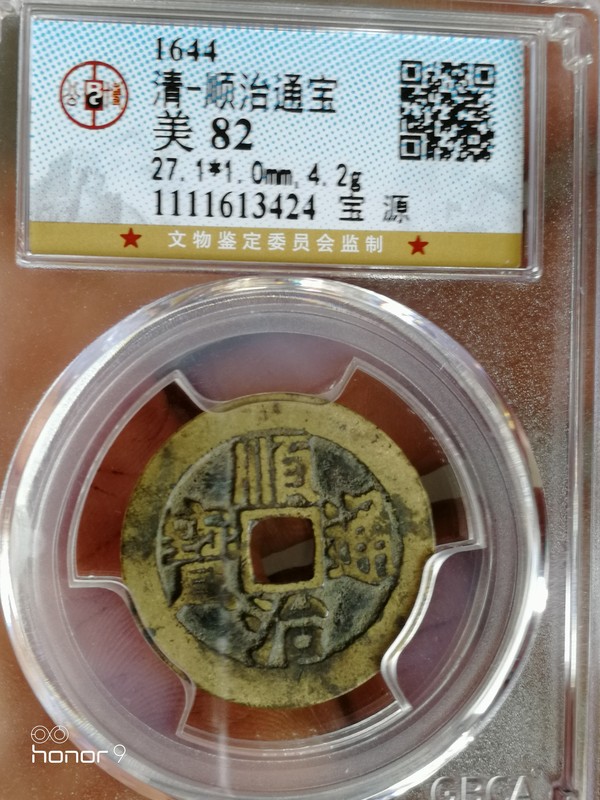 1644
清-顺治通宝
美 82
27.1*1.0mm,4.2g
1111613424 宝 源
★ 文物鉴定委员会监制 ★
順
寶 通
治
honor 9
GBCA